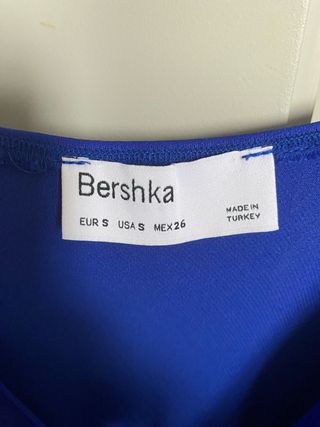 Bershka
EUR S USA S MEX 26
MADE IN
TURKEY